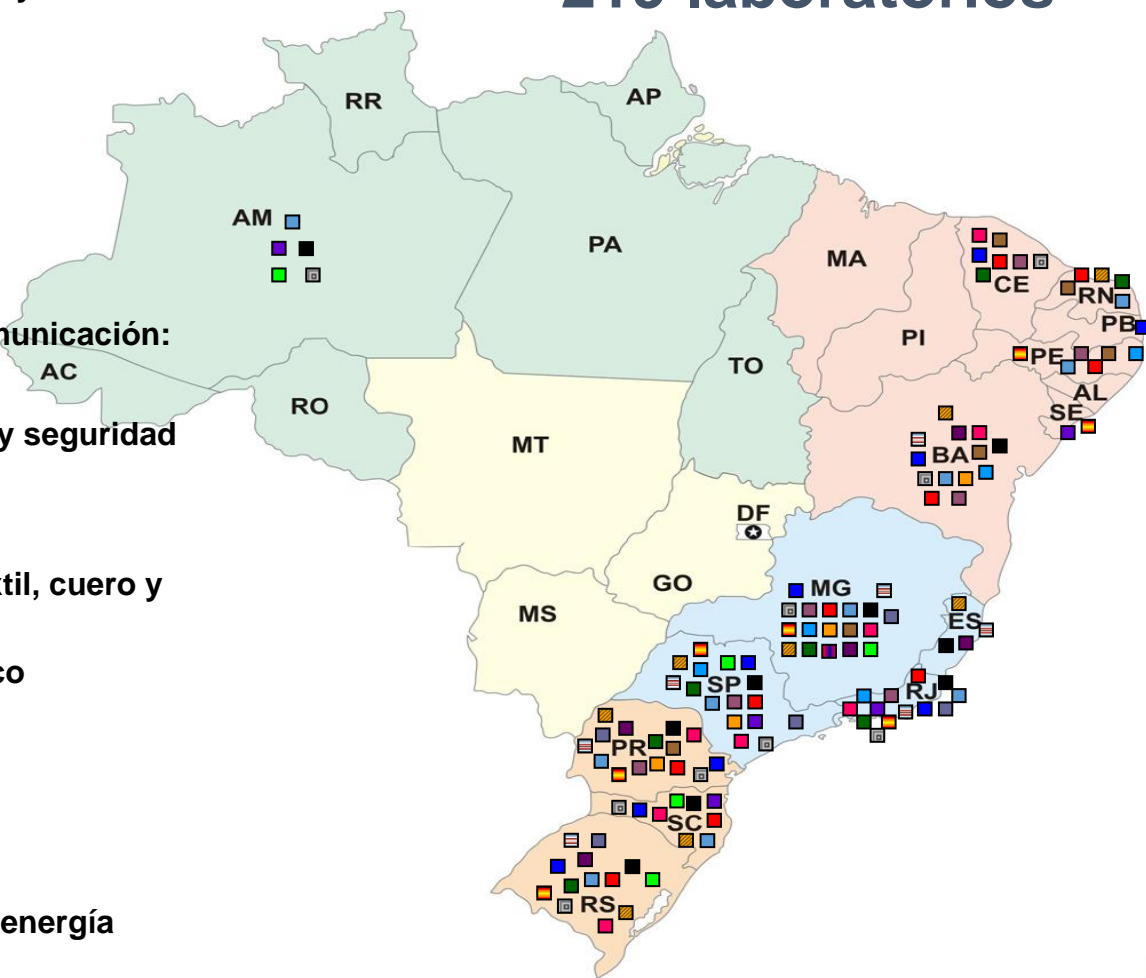 y
laboratorios
RR
AP
AM
PA
MA
CE
RN
PB
nunicación:
PI
PE
AC
TO
AL
RO
SE
y seguridad
MT
BA
DF
til, cuero y
GO
MG
MS
ES
co
SP
RJ
PR
SC
RS
energía